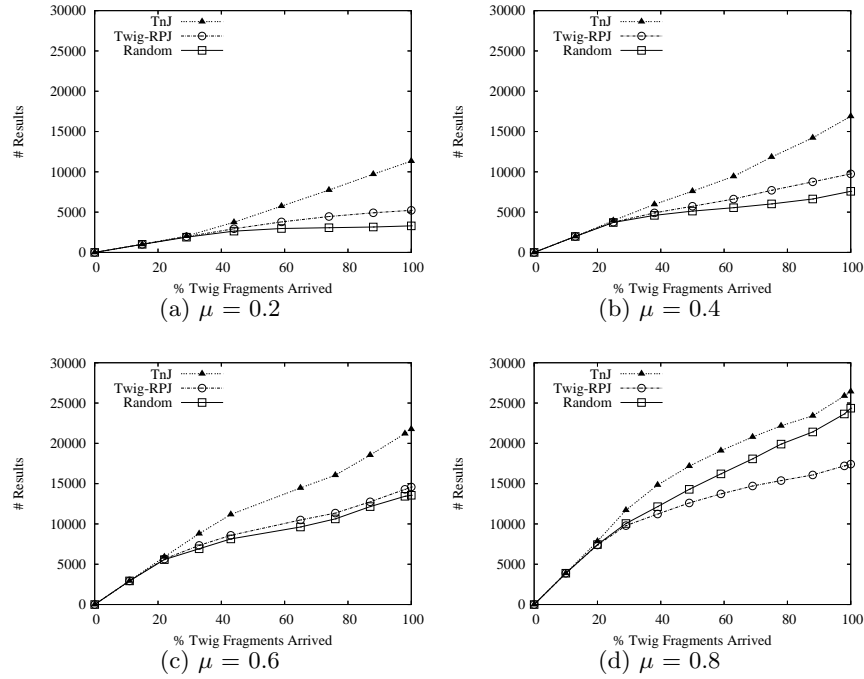 30000
25000
20000
15000
10000
5000
0
# Results
TnJ
Twig-RPJ
Random
0 20 40 60 80 100
% Twig Fragments Arrived
(a) μ = 0.2
30000
25000
20000
15000
10000
5000
0
# Results
TnJ
Twig-RPJ
Random
0 20 40 60 80 100
% Twig Fragments Arrived
(b) μ = 0.4
30000
25000
20000
15000
10000
5000
0
# Results
TnJ
Twig-RPJ
Random
0 20 40 60 80 100
% Twig Fragments Arrived
(c) μ = 0.6
30000
25000
20000
15000
10000
5000
0
# Results
TnJ
Twig-RPJ
Random
0 20 40 60 80 100
% Twig Fragments Arrived
(d) μ = 0.8